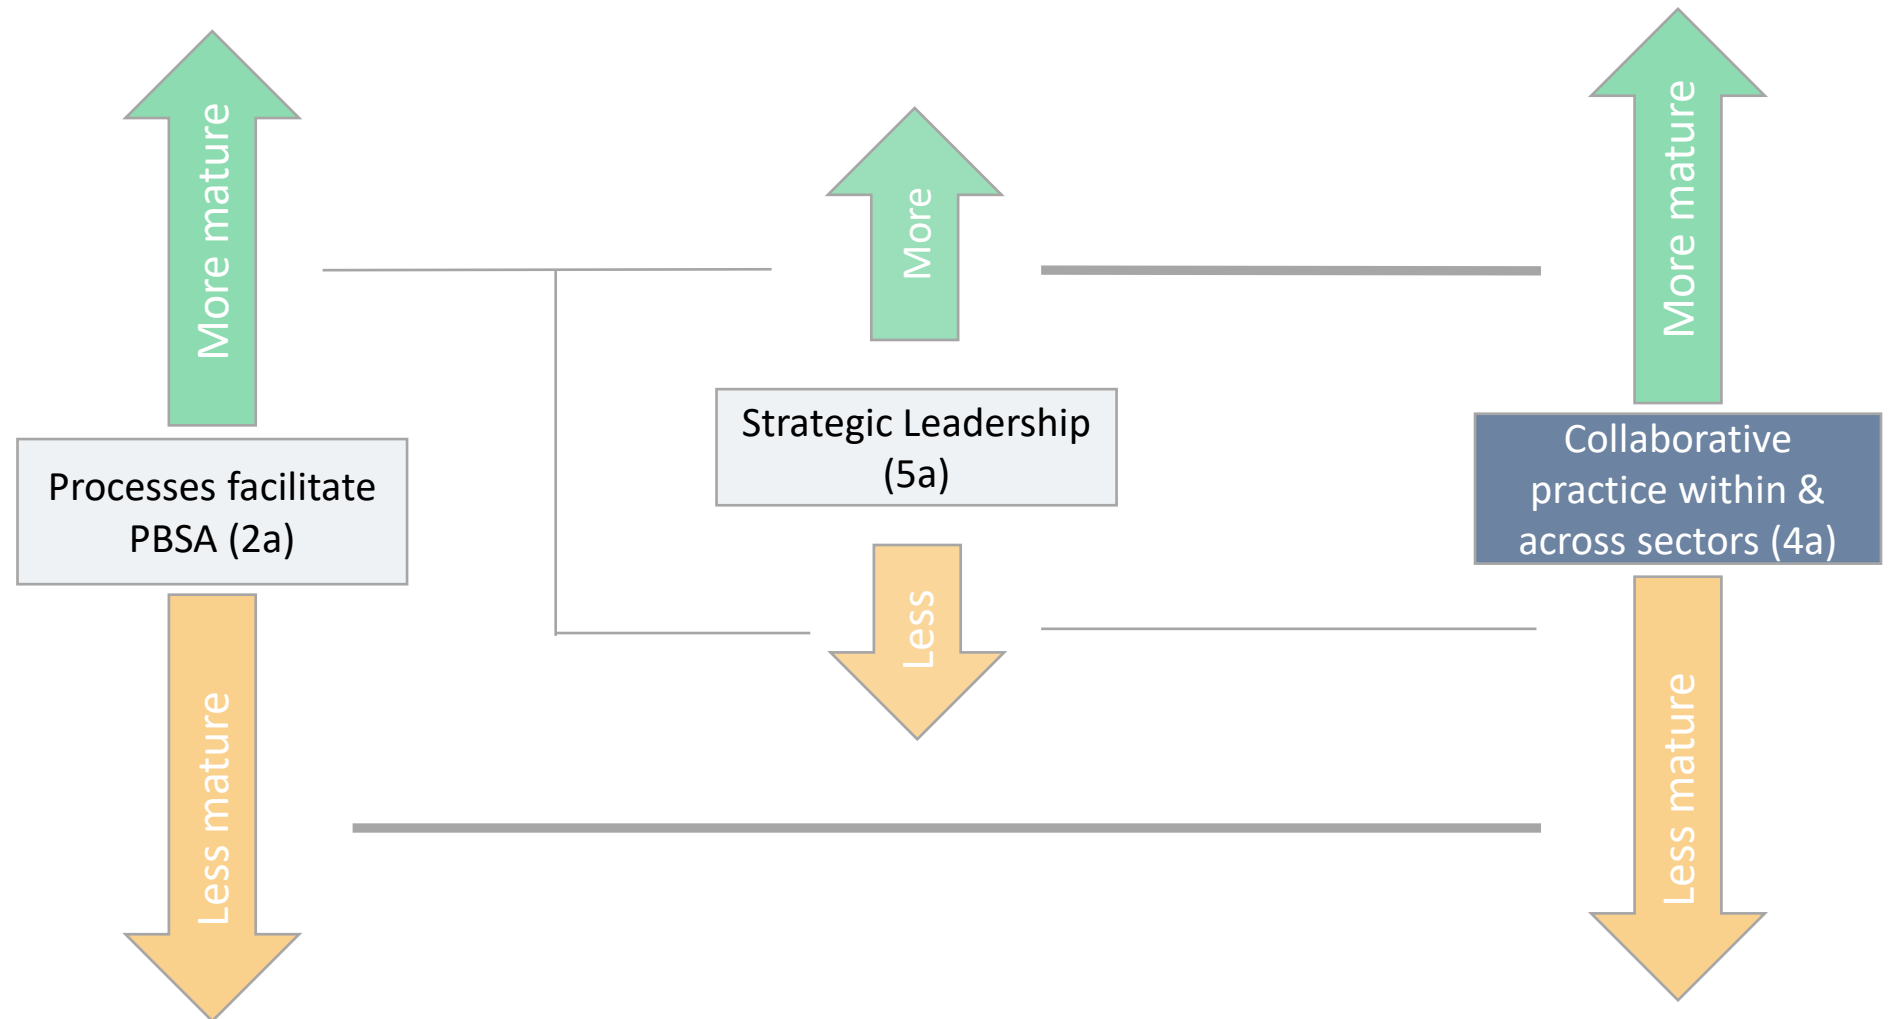 More mature
Processes facilitate
PBSA (2a)
Less mature
More
Strategic Leadership
(5a)
Less
More mature
Collaborative
practice within &
across sectors (4a)
Less mature